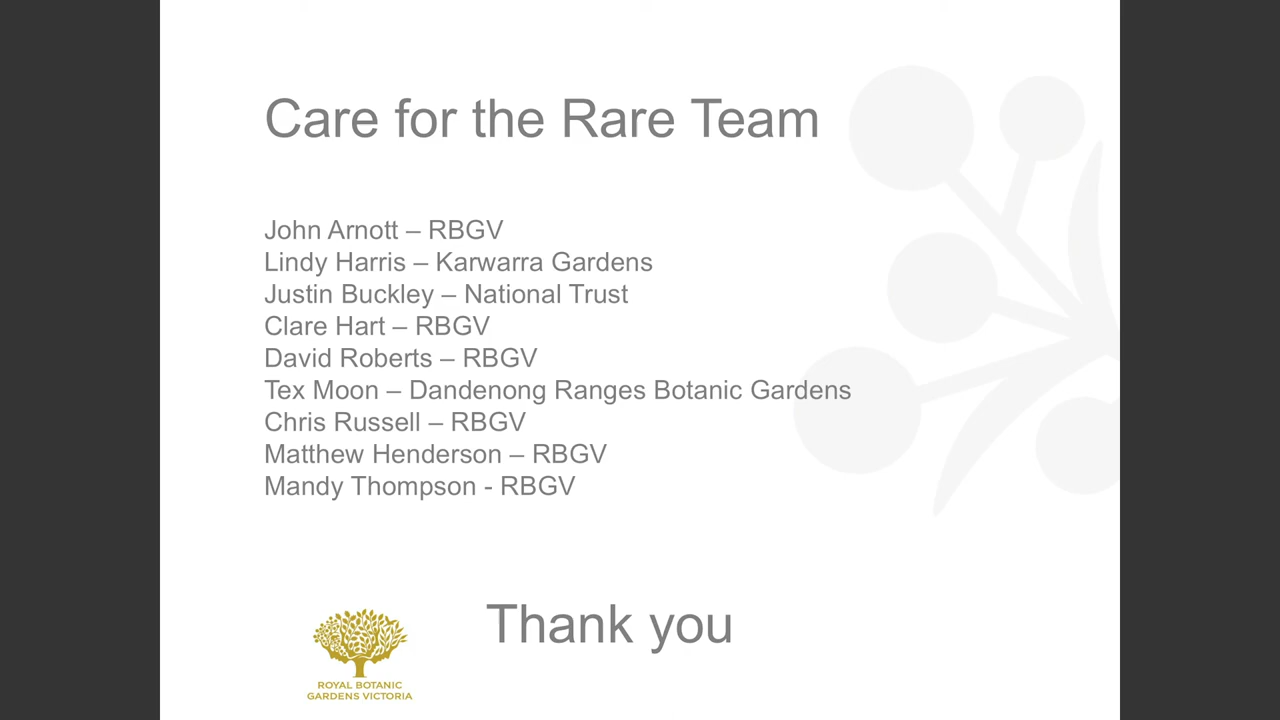 Care for the Rare Team
John Arnott – RBGV
Lindy Harris – Karwarra Gardens
Justin Buckley – National Trust
Clare Hart – RBGV
David Roberts – RBGV
Tex Moon – Dandenong Ranges Botanic Gardens
Chris Russell – RBGV
Matthew Henderson – RBGV
Mandy Thompson - RBGV
Thank you
ROYAL BOTANIC
GARDENS VICTORIA